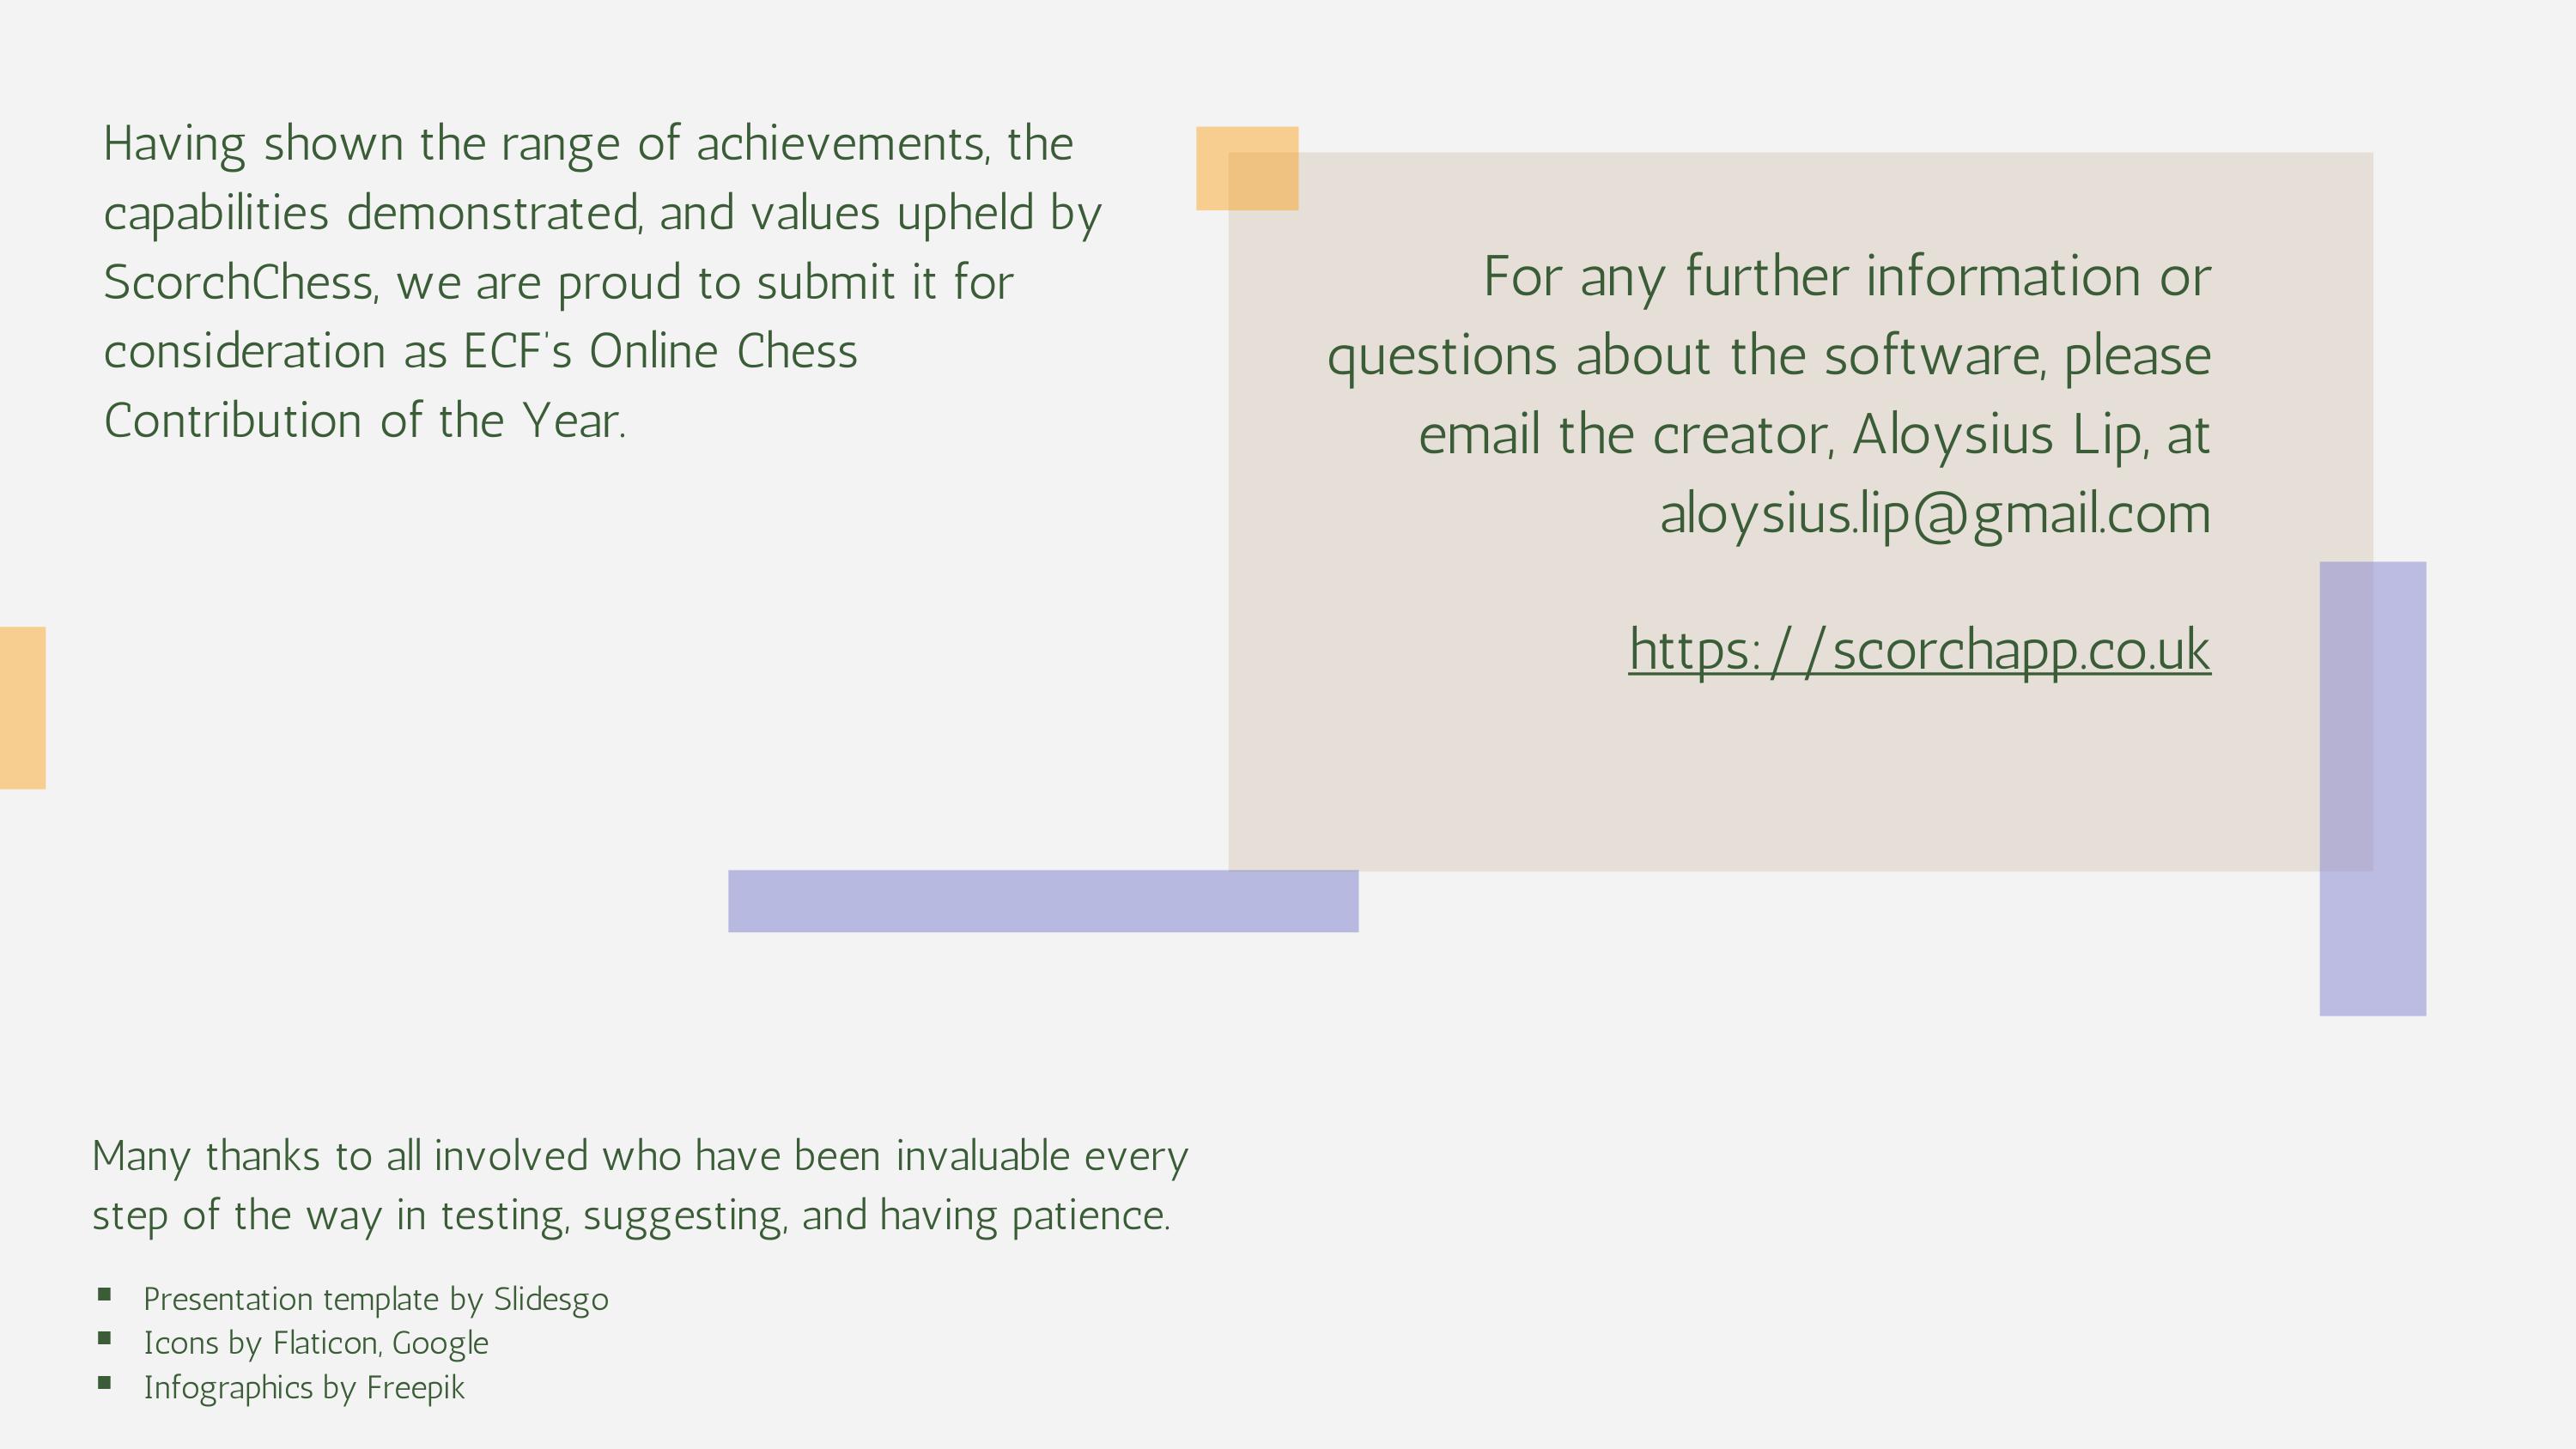 Having shown the range of achievements, the
capabilities demonstrated, and values upheld by
ScorchChess, we are proud to submit it for
consideration as ECF's Online Chess
Contribution of the Year.
For any further information or
questions about the software, please
email the creator, Aloysius Lip, at
aloysius.lip@gmail.com
https://scorchapp.co.uk
Many thanks to all involved who have been invaluable every
step of the way in testing, suggesting, and having patience.
▪ Presentation template by Slidesgo
▪ Icons by Flaticon, Google
▪ Infographics by Freepik